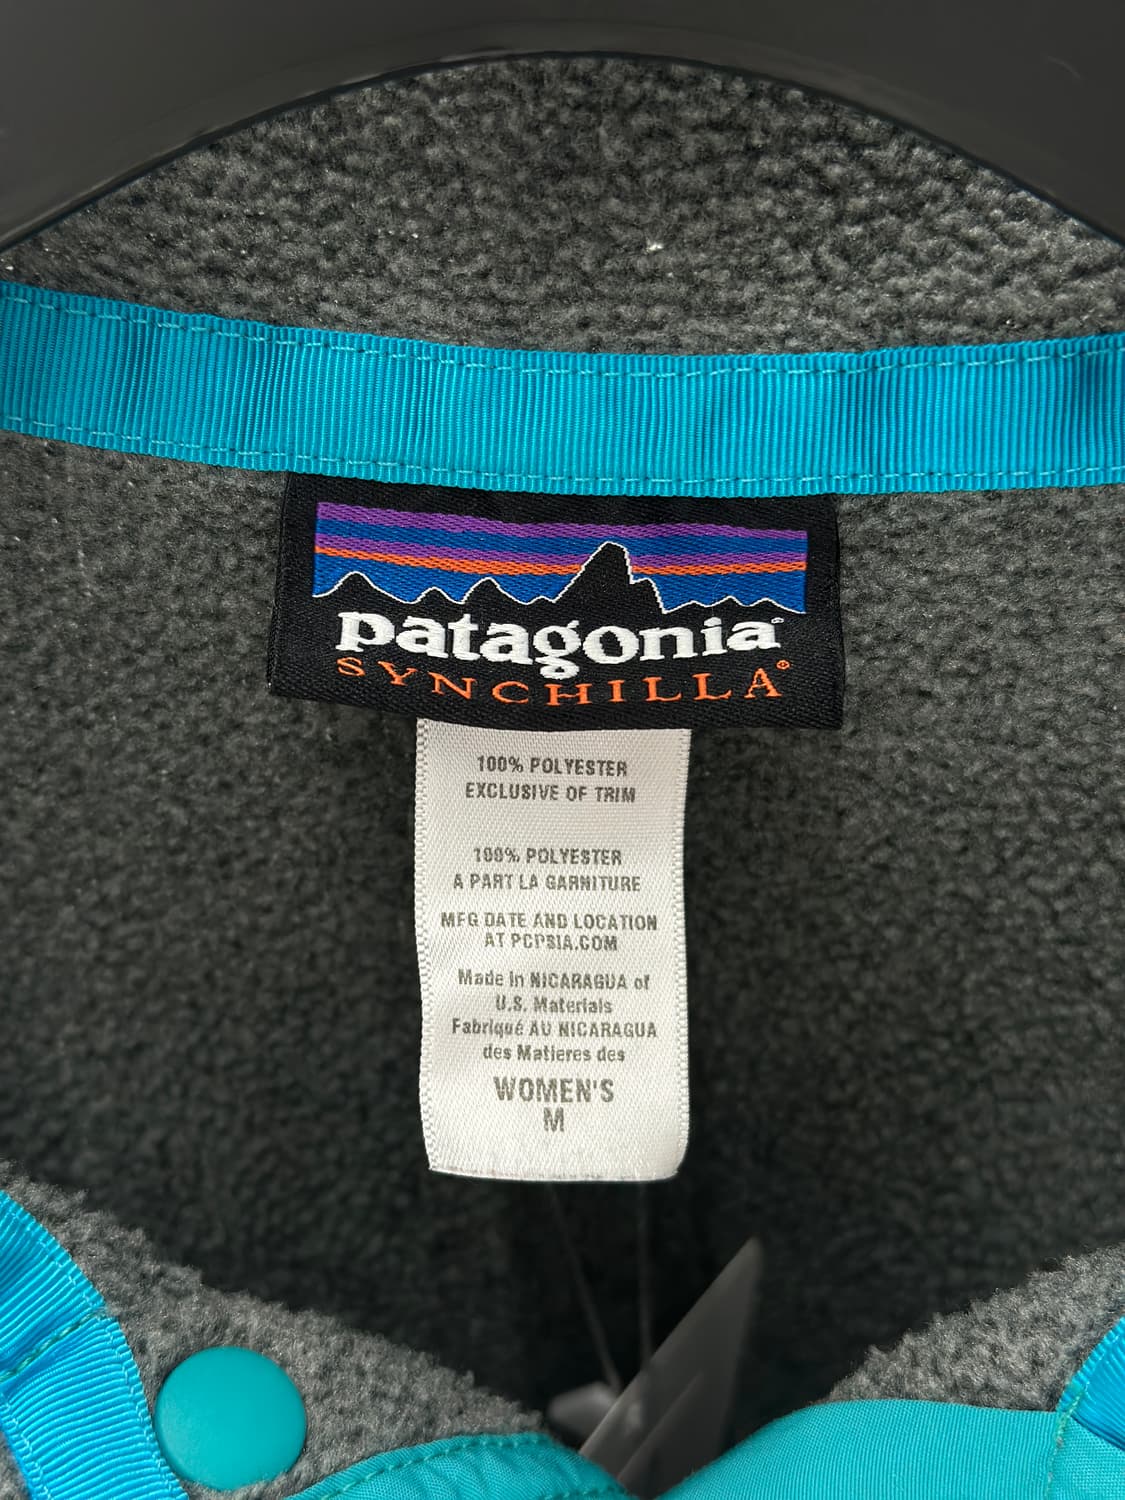 patagonia®
SYNCHILLA®
100% POLYESTER
EXCLUSIVE OF TRIM
100% POLYESTER
A PART LA GARNITURE
MFG DATE AND LOCATION
AT PCPSIA.COM
Made in NICARAGUA of
U.S. Materials
Fabriqué AU NICARAGUA
des Matieres des
WOMEN'S
M